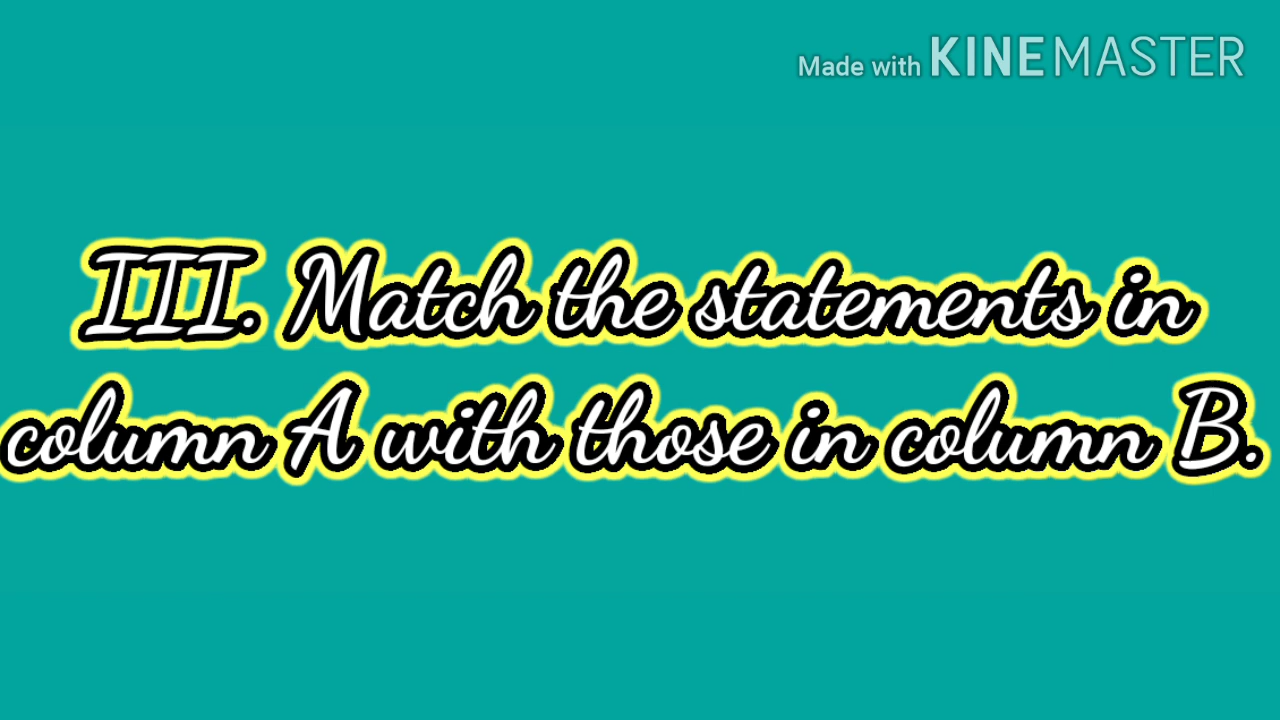 Made with KINEMASTER
III. Match the statements in
column A with those in column B.